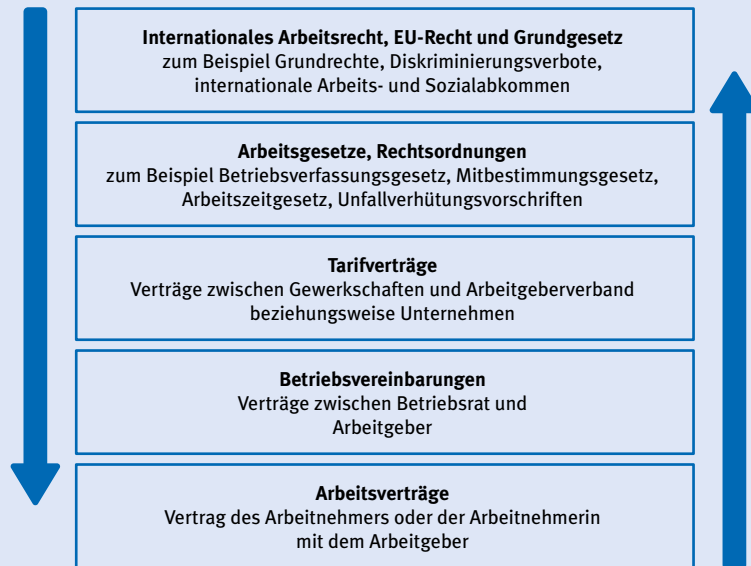 Internationales Arbeitsrecht, EU-Recht und Grundgesetz
zum Beispiel Grundrechte, Diskriminierungsverbote,
internationale Arbeits- und Sozialabkommen
Arbeitsgesetze, Rechtsordnungen
zum Beispiel Betriebsverfassungsgesetz, Mitbestimmungsgesetz,
Arbeitszeitgesetz, Unfallverhütungsvorschriften
Tarifverträge
Verträge zwischen Gewerkschaften und Arbeitgeberverband
beziehungsweise Unternehmen
Betriebsvereinbarungen
Verträge zwischen Betriebsrat und
Arbeitgeber
Arbeitsverträge
Vertrag des Arbeitnehmers oder der Arbeitnehmerin
mit dem Arbeitgeber